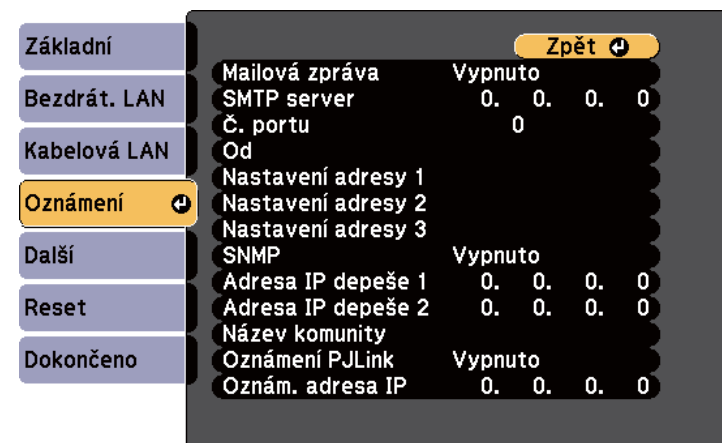 Základní
Bezdrát. LAN
Kabelová LAN
Oznámení
Další
Reset
Dokončeno
Zpět
Mailová zpráva Vypnuto
SMTP server 0. 0. 0. 0
Č. portu 0
Od
Nastavení adresy 1
Nastavení adresy 2
Nastavení adresy 3
SNMP Vypnuto
Adresa IP depeše 1 0. 0. 0. 0
Adresa IP depeše 2 0. 0. 0. 0
Název komunity
Oznámení PJLink Vypnuto
Oznám. adresa IP 0. 0. 0. 0